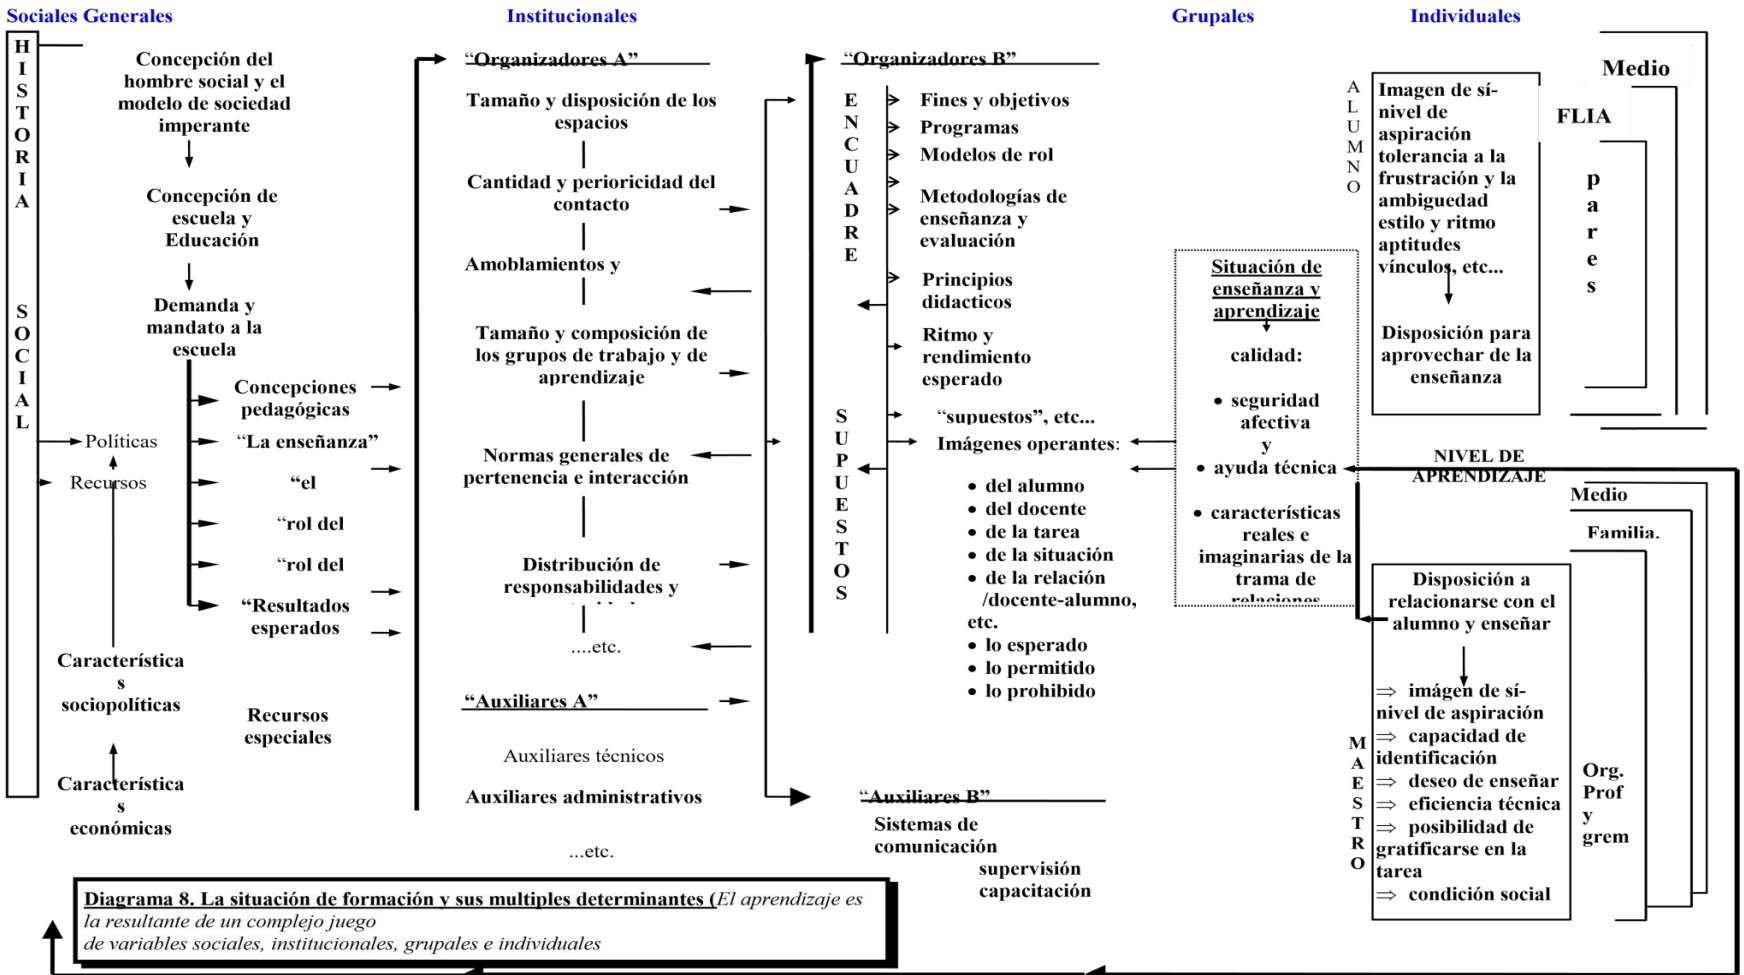 Sociales Generales
Institucionales
Grupales
Individuales
HISTORIA
SOCIAL
Concepción del
hombre social y el
modelo de sociedad
imperante
Concepción de
escuela y
Educación
Demanda y
mandato a la
escuela
Concepciones
pedagógicas
Políticas
"La enseñanza"
Recursos
"el
"rol del
"rol del
"Resultados
esperados
Característica
s
sociopolíticas
Recursos
especiales
Característica
s
económicas
"Organizadores A"
Tamaño y disposición de los
espacios
Cantidad y perioricidad del
contacto
Amoblamientos y
Tamaño y composición de
los grupos de trabajo y de
aprendizaje
Normas generales de
pertenencia e interacción
Distribución de
responsabilidades y
....etc.
"Auxiliares A"
Auxiliares técnicos
Auxiliares administrativos
...etc.
"Organizadores B"
ENCUADRE
SUPUESTOS
Fines y objetivos
Programas
Modelos de rol
Metodologías de
enseñanza y
evaluación
Principios
didacticos
Ritmo y
rendimiento
esperado
"supuestos", etc...
Imágenes operantes:
• del alumno
• del docente
• de la tarea
• de la situación
• de la relación
/docente-alumno,
etc.
• lo esperado
• lo permitido
• lo prohibido
"Auxiliares B"
Sistemas de
comunicación
supervisión
capacitación
Situación de
enseñanza y
aprendizaje
calidad:
• seguridad
afectiva
y
• ayuda técnica
• características
reales e
imaginarias de la
trama de
relaciones
ALUMNO
Imagen de sí-
nivel de
aspiración
tolerancia a la
frustración y la
ambiguedad
estilo y ritmo
aptitudes
vínculos, etc...
Disposición para
aprovechar de la
enseñanza
Medio
FLIA
pares
NIVEL DE
APRENDIZAJE
Medio
Familia.
Disposición a
relacionarse con el
alumno y enseñar
MAESTRO
⇒ imágen de sí-
nivel de aspiración
⇒ capacidad de
identificación
⇒ deseo de enseñar
⇒ eficiencia técnica
⇒ posibilidad de
gratificarse en la
tarea
⇒ condición social
Org.
Prof
y
grem
Diagrama 8. La situación de formación y sus multiples determinantes (El aprendizaje es
la resultante de un complejo juego
de variables sociales, institucionales, grupales e individuales